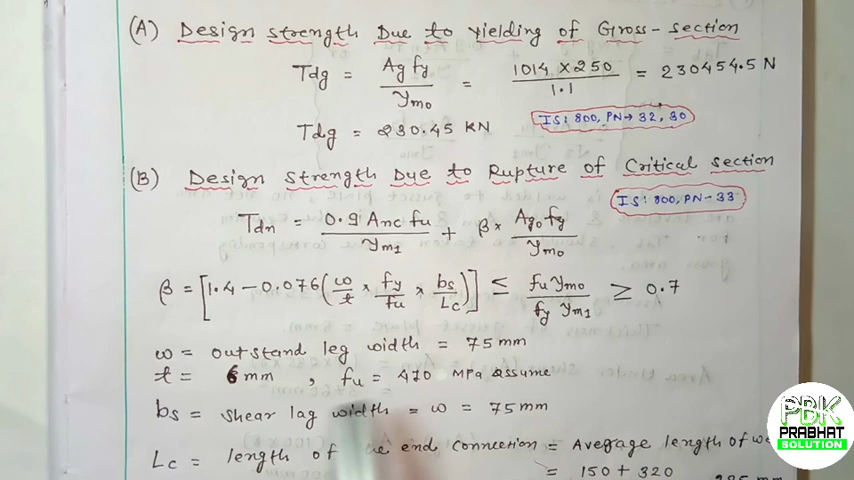 (A) Design strength Due to yielding of Gross-section
Tdg = Ag fy / γm0 = 1014 × 250 / 1.1 = 230454.5 N
IS: 800, PN → 32, 30
Tdg = 230.45 KN
(B) Design strength Due to Rupture of Critical section
IS: 800, PN - 33
Tdn = 0.9 Anc fu / γm1 + β × Ago fy / γm0
β = [1.4 - 0.076 (w/t × fy/fu × bs/Lc)] ≤ fu γm0 / fy γm1 ≥ 0.7
w = outstand leg width = 75 mm
t = 6 mm , fu = 410 MPa assume
bs = shear lag width = w = 75 mm
Lc = length of end connection = Average length of
= 150 + 320
PBK
PRABHAT
SOLUTION